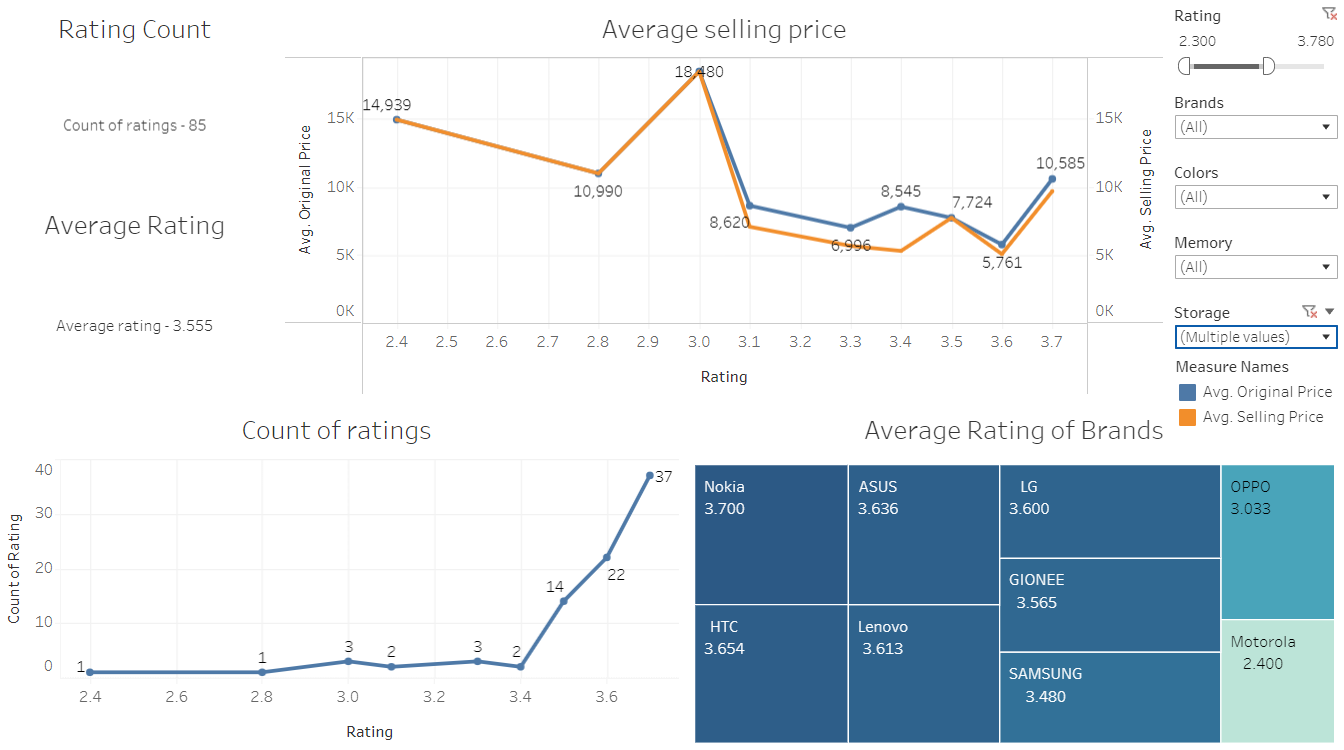 Rating Count
Count of ratings - 85
Average Rating
Average rating - 3.555
Average selling price
Avg. Original Price
15K
10K
5K
0K
14,939
10,990
18,480
8,620
6,996
8,545
7,724
5,761
10,585
15K
10K
5K
0K
Avg. Selling Price
2.4 2.5 2.6 2.7 2.8 2.9 3.0 3.1 3.2 3.3 3.4 3.5 3.6 3.7
Rating
Rating
2.300 3.780
Brands
(All)
Colors
(All)
Memory
(All)
Storage
(Multiple values)
Measure Names
Avg. Original Price
Avg. Selling Price
Count of ratings
Count of Rating
40
30
20
10
0
1
1
3
2
3
2
14
22
37
2.4 2.6 2.8 3.0 3.2 3.4 3.6
Rating
Average Rating of Brands
Nokia
3.700
HTC
3.654
ASUS
3.636
Lenovo
3.613
LG
3.600
GIONEE
3.565
SAMSUNG
3.480
OPPO
3.033
Motorola
2.400